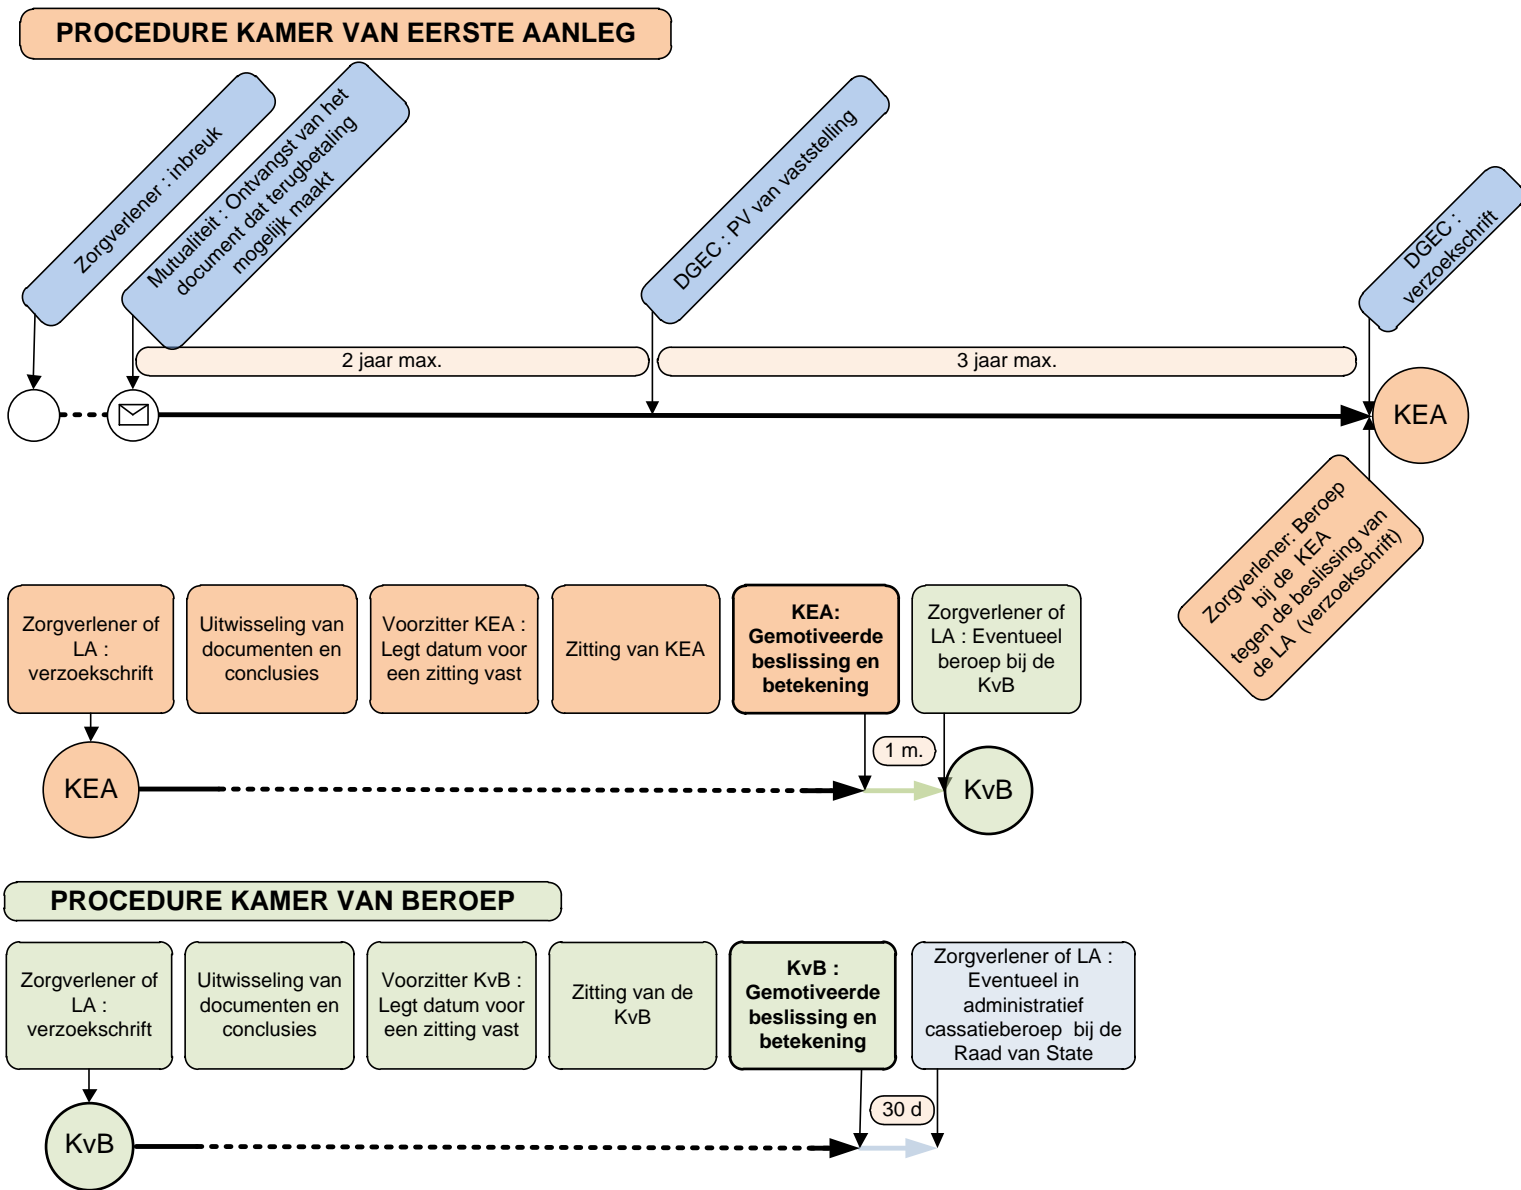 PROCEDURE KAMER VAN EERSTE AANLEG
Zorgverlener : inbreuk
Mutualiteit : Ontvangst van het
document dat terugbetaling
mogelijk maakt
DGEC : PV van vaststelling
DGEC :
verzoekschrift
2 jaar max.
3 jaar max.
KEA
Zorgverlener: Beroep
bij de KEA
tegen de beslissing van
de LA (verzoekschrift)
Zorgverlener of
LA :
verzoekschrift
Uitwisseling van
documenten en
conclusies
Voorzitter KEA :
Legt datum voor
een zitting vast
Zitting van KEA
KEA:
Gemotiveerde
beslissing en
betekening
Zorgverlener of
LA : Eventueel
beroep bij de
KvB
1 m.
KEA
KvB
PROCEDURE KAMER VAN BEROEP
Zorgverlener of
LA :
verzoekschrift
Uitwisseling van
documenten en
conclusies
Voorzitter KvB :
Legt datum voor
een zitting vast
Zitting van de
KvB
KvB :
Gemotiveerde
beslissing en
betekening
Zorgverlener of LA :
Eventueel in
administratief
cassatieberoep bij de
Raad van State
30 d
KvB